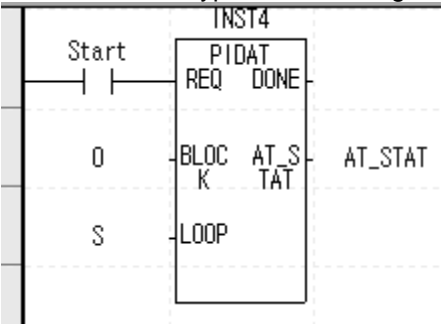 INST4
Start
PIDAT
REQ DONE
0 BLOC AT_S AT_STAT
K TAT
S LOOP